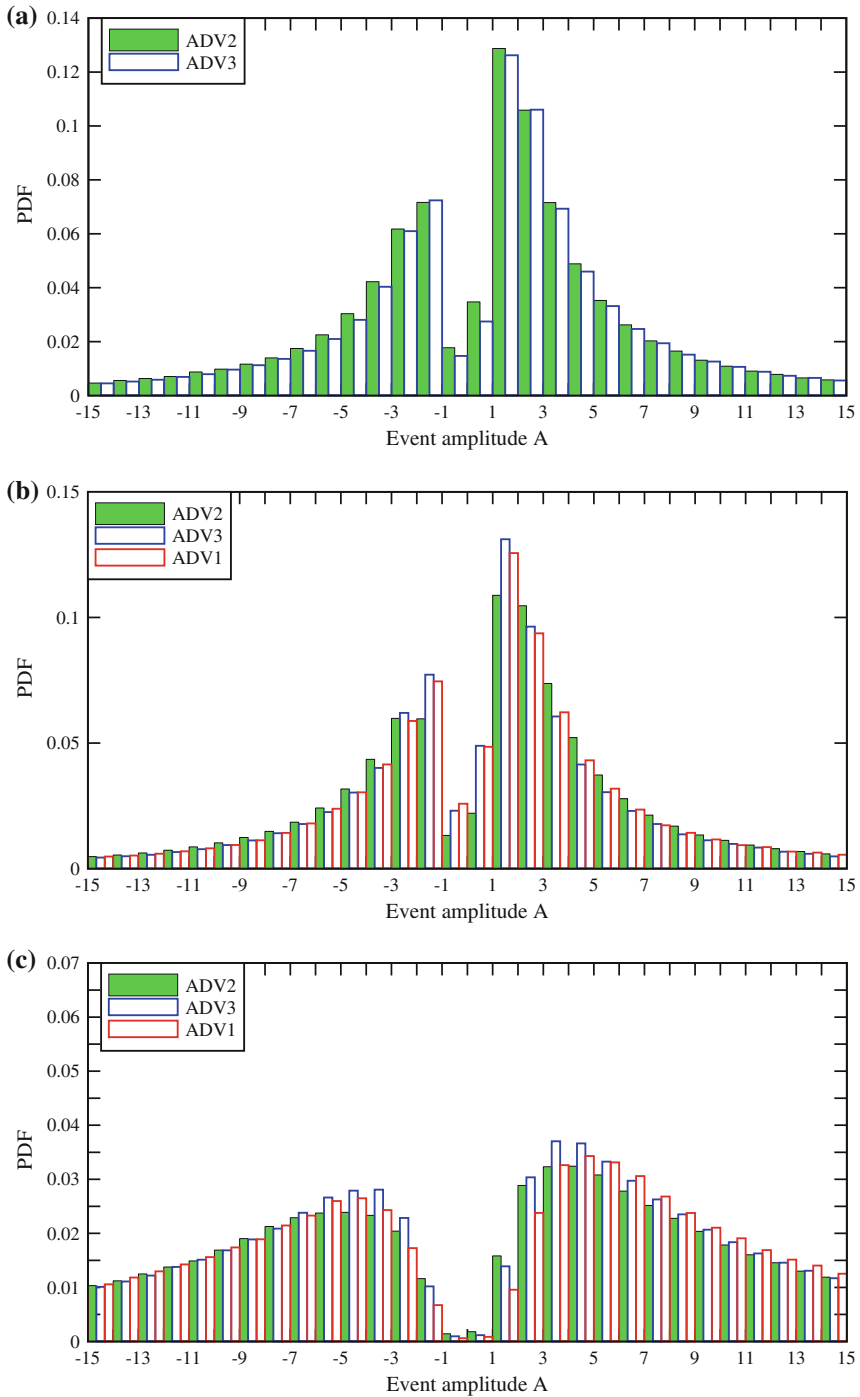 (a)
0.14
0.12
0.1
0.08
0.06
0.04
0.02
0
PDF
ADV2
ADV3
-15 -13 -11 -9 -7 -5 -3 -1 1 3 5 7 9 11 13 15
Event amplitude A
(b)
0.15
0.1
0.05
0
PDF
ADV2
ADV3
ADV1
-15 -13 -11 -9 -7 -5 -3 -1 1 3 5 7 9 11 13 15
Event amplitude A
(c)
0.07
0.06
0.05
0.04
0.03
0.02
0.01
0
PDF
ADV2
ADV3
ADV1
-15 -13 -11 -9 -7 -5 -3 -1 1 3 5 7 9 11 13 15
Event amplitude A